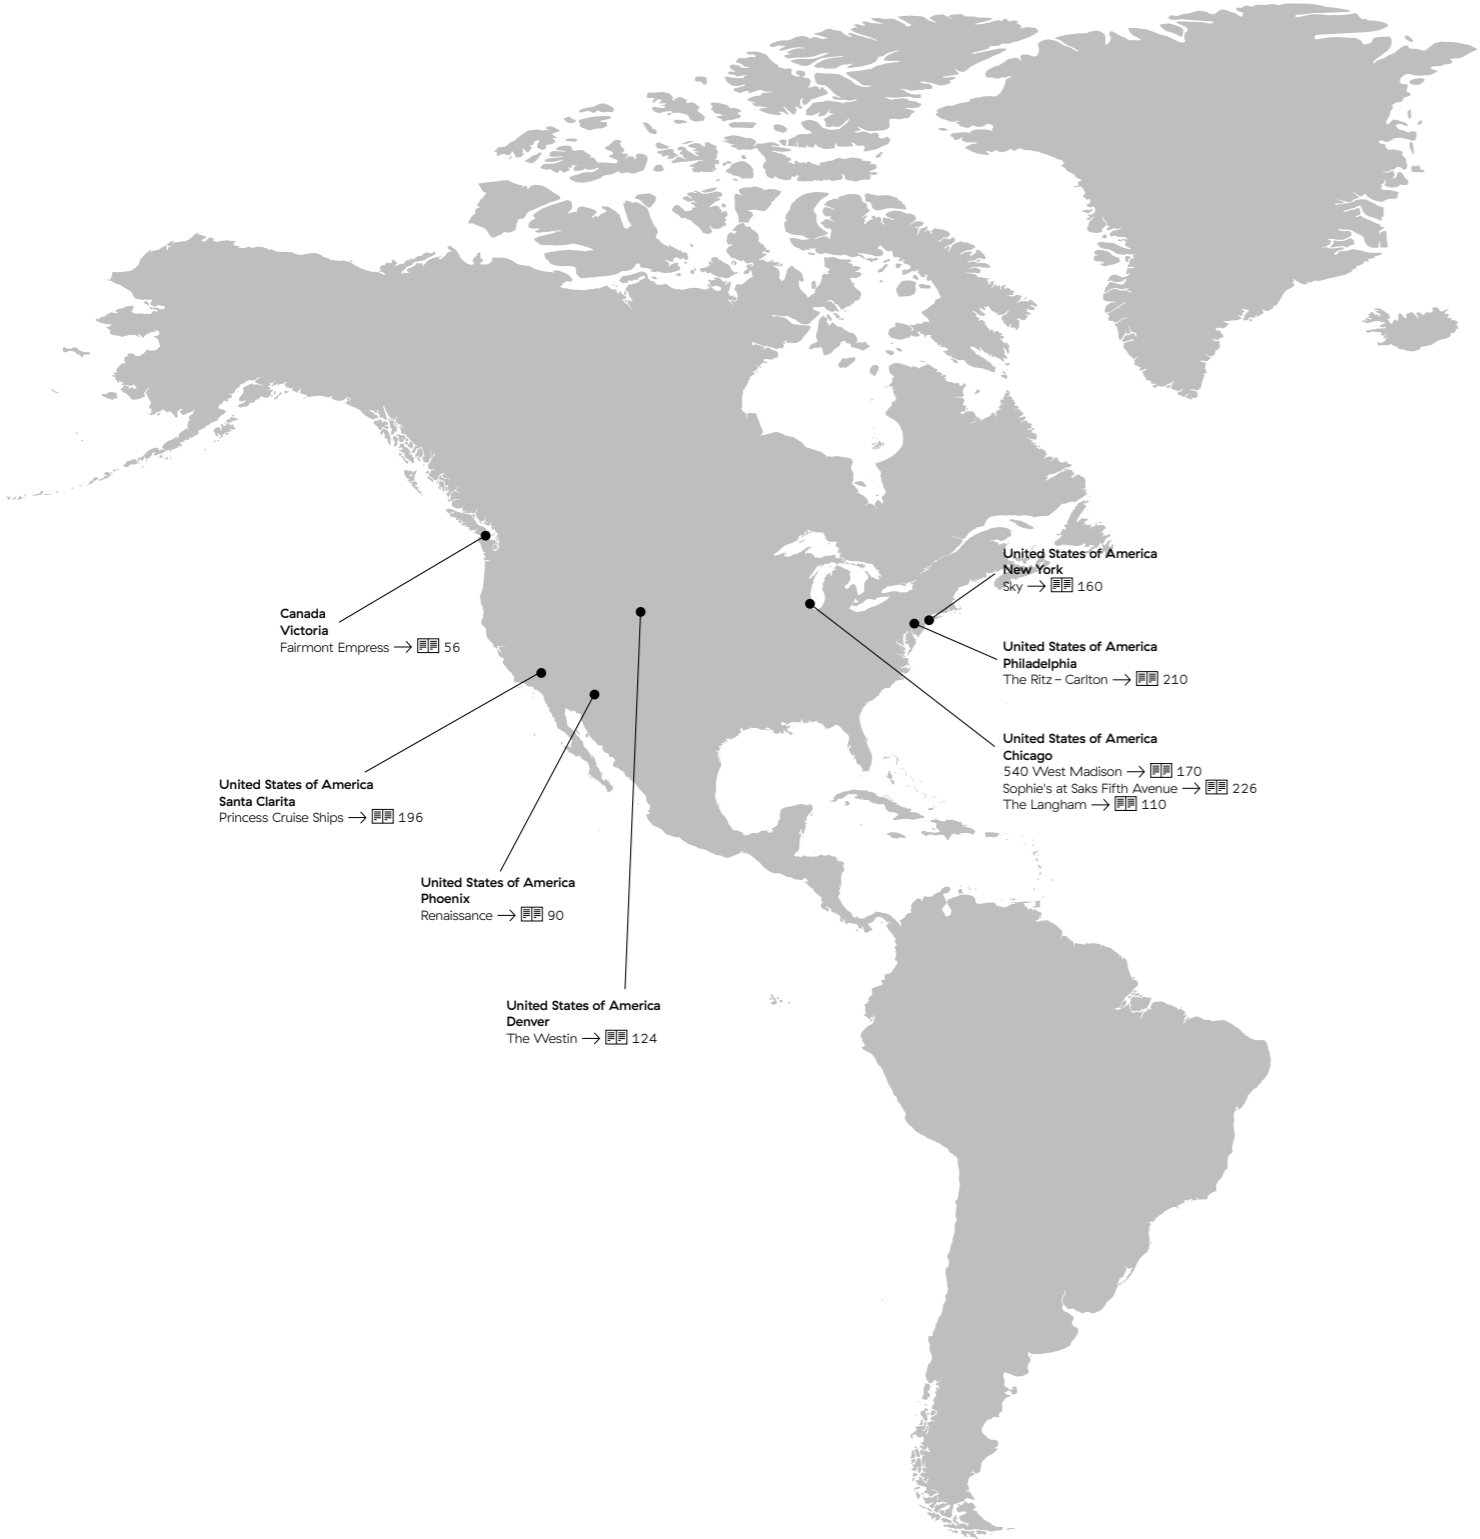 United States of America
New York
Sky → 160
Canada
Victoria
Fairmont Empress → 56
United States of America
Philadelphia
The Ritz – Carlton → 210
United States of America
Chicago
540 West Madison → 170
Sophie's at Saks Fifth Avenue → 226
The Langham → 110
United States of America
Santa Clarita
Princess Cruise Ships → 196
United States of America
Phoenix
Renaissance → 90
United States of America
Denver
The Westin → 124